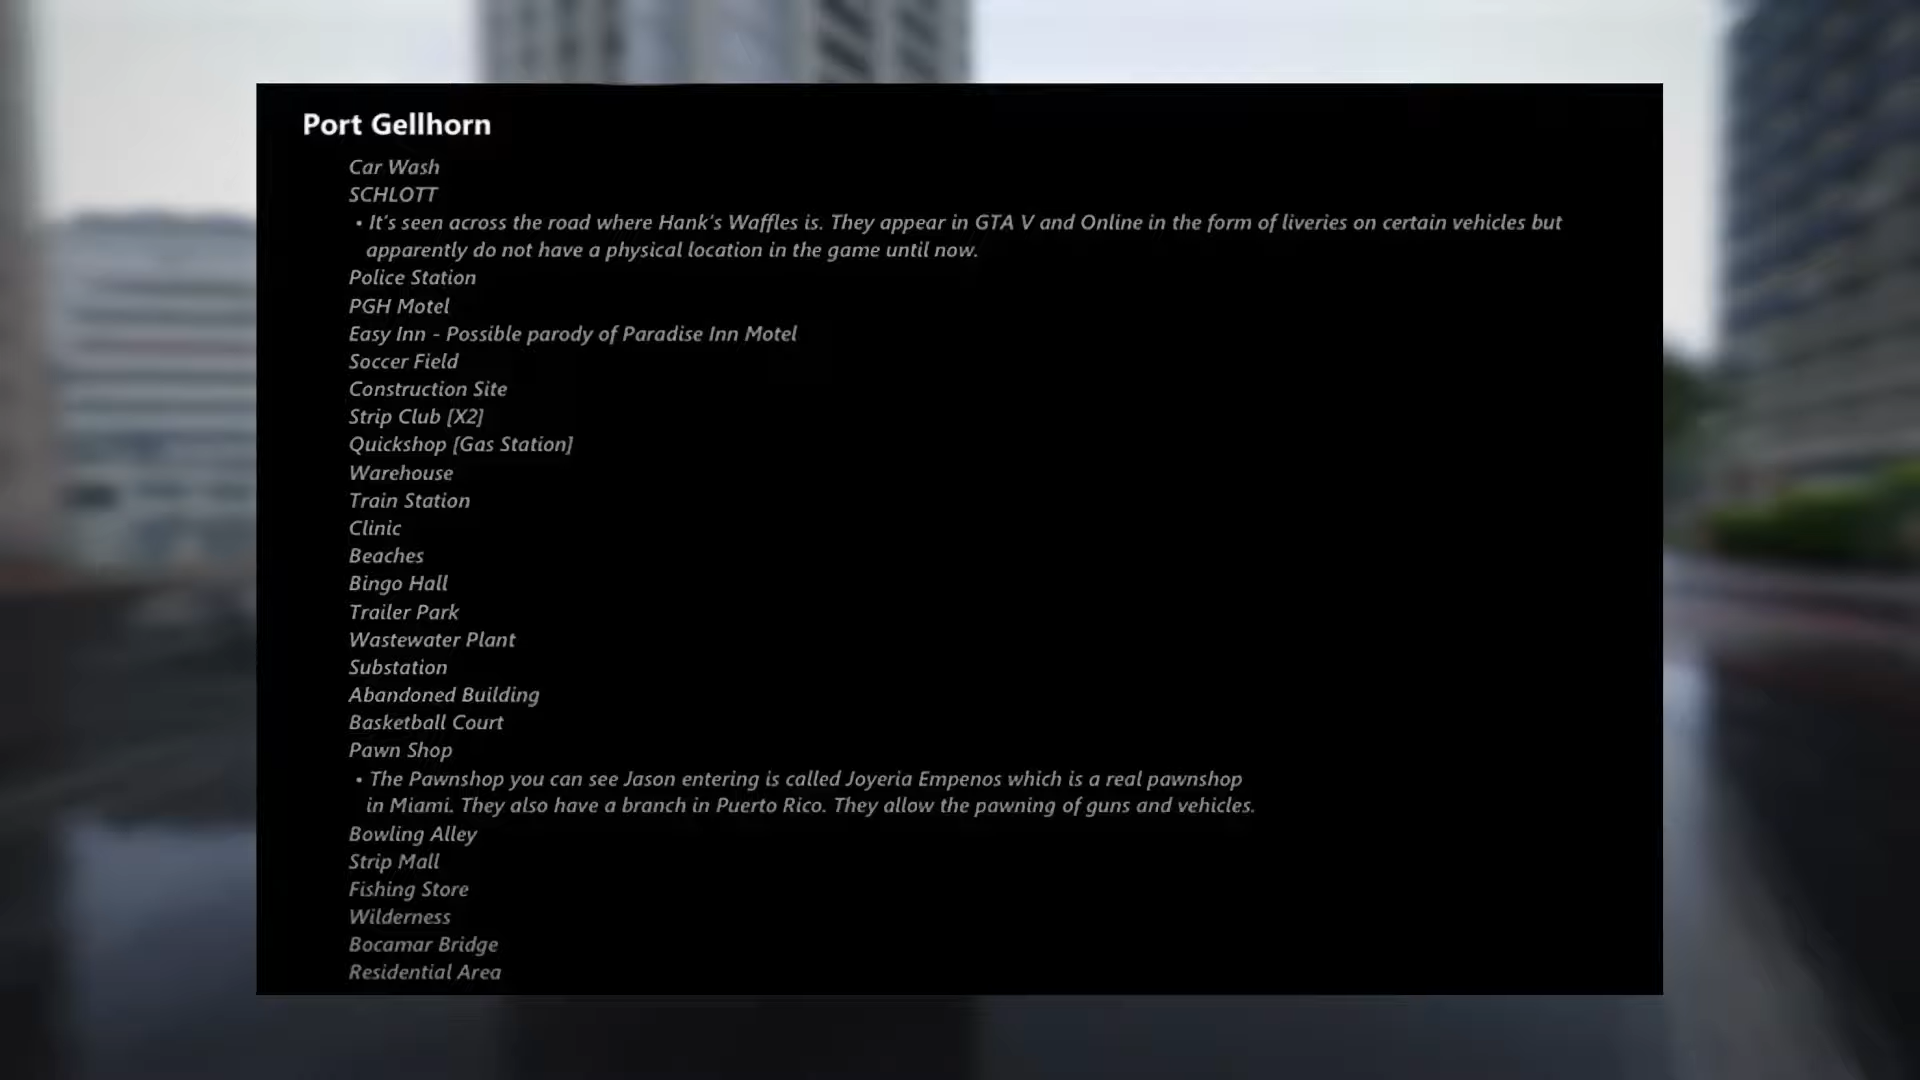 Port Gellhorn
Car Wash
SCHLOTT
• It's seen across the road where Hank's Waffles is. They appear in GTA V and Online in the form of liveries on certain vehicles but
apparently do not have a physical location in the game until now.
Police Station
PGH Motel
Easy Inn - Possible parody of Paradise Inn Motel
Soccer Field
Construction Site
Strip Club [X2]
Quickshop [Gas Station]
Warehouse
Train Station
Clinic
Beaches
Bingo Hall
Trailer Park
Wastewater Plant
Substation
Abandoned Building
Basketball Court
Pawn Shop
• The Pawnshop you can see Jason entering is called Joyeria Empenos which is a real pawnshop
in Miami. They also have a branch in Puerto Rico. They allow the pawning of guns and vehicles.
Bowling Alley
Strip Mall
Fishing Store
Wilderness
Bocamar Bridge
Residential Area